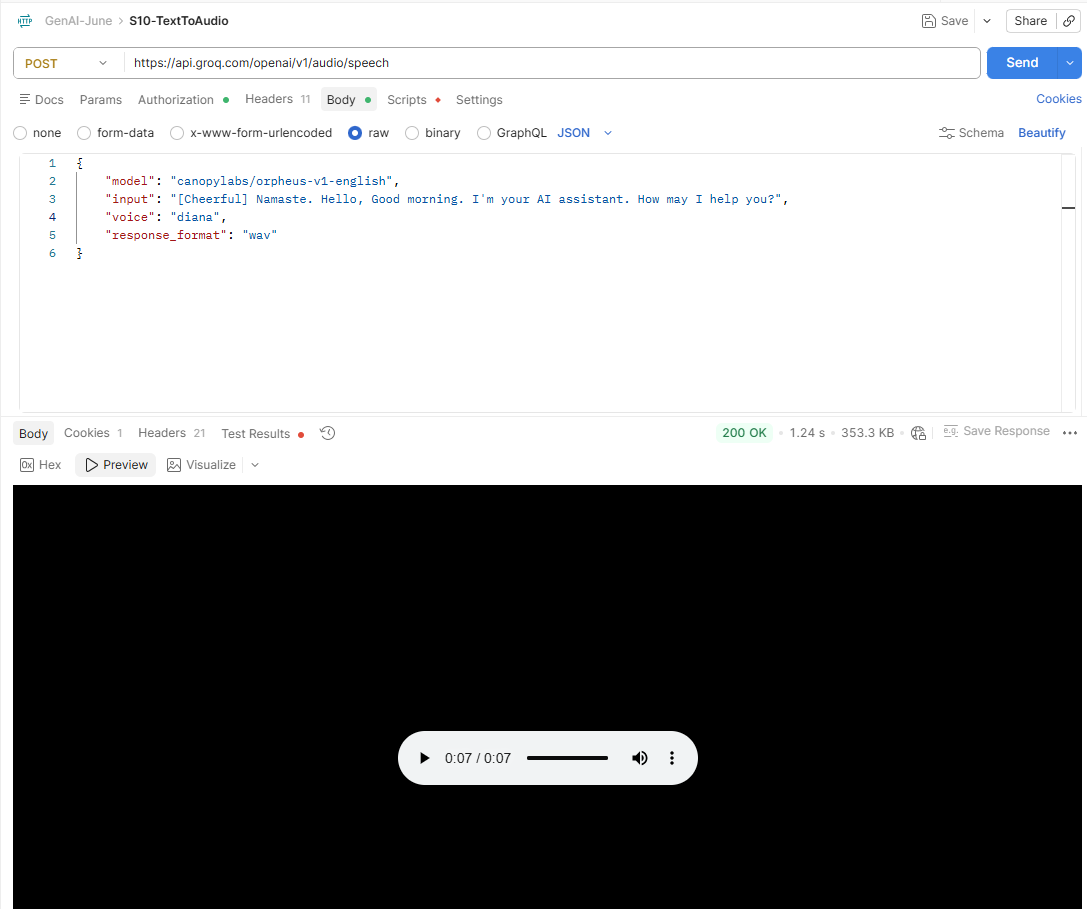 HTTP GenAI-June > S10-TextToAudio Save Share
POST https://api.groq.com/openai/v1/audio/speech Send
Docs Params Authorization Headers 11 Body Scripts Settings Cookies
none form-data x-www-form-urlencoded raw binary GraphQL JSON Schema Beautify
1 {
2 "model": "canopylabs/orpheus-v1-english",
3 "input": "[Cheerful] Namaste. Hello, Good morning. I'm your AI assistant. How may I help you?",
4 "voice": "diana",
5 "response_format": "wav"
6 }
Body Cookies 1 Headers 21 Test Results 200 OK • 1.24 s • 353.3 KB • e.g. Save Response
0x Hex Preview Visualize
0:07 / 0:07